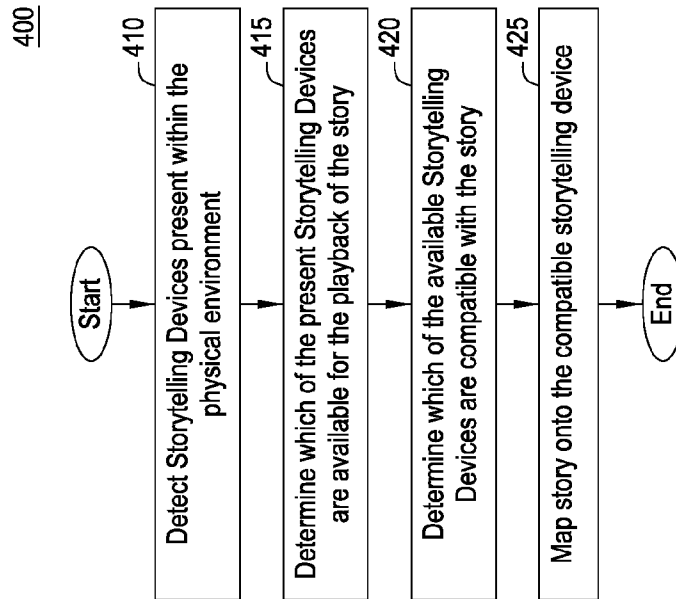 400
Start
410
Detect Storytelling Devices present within the
physical environment
415
Determine which of the present Storytelling Devices
are available for the playback of the story
420
Determine which of the available Storytelling
Devices are compatible with the story
425
Map story onto the compatible storytelling device
End